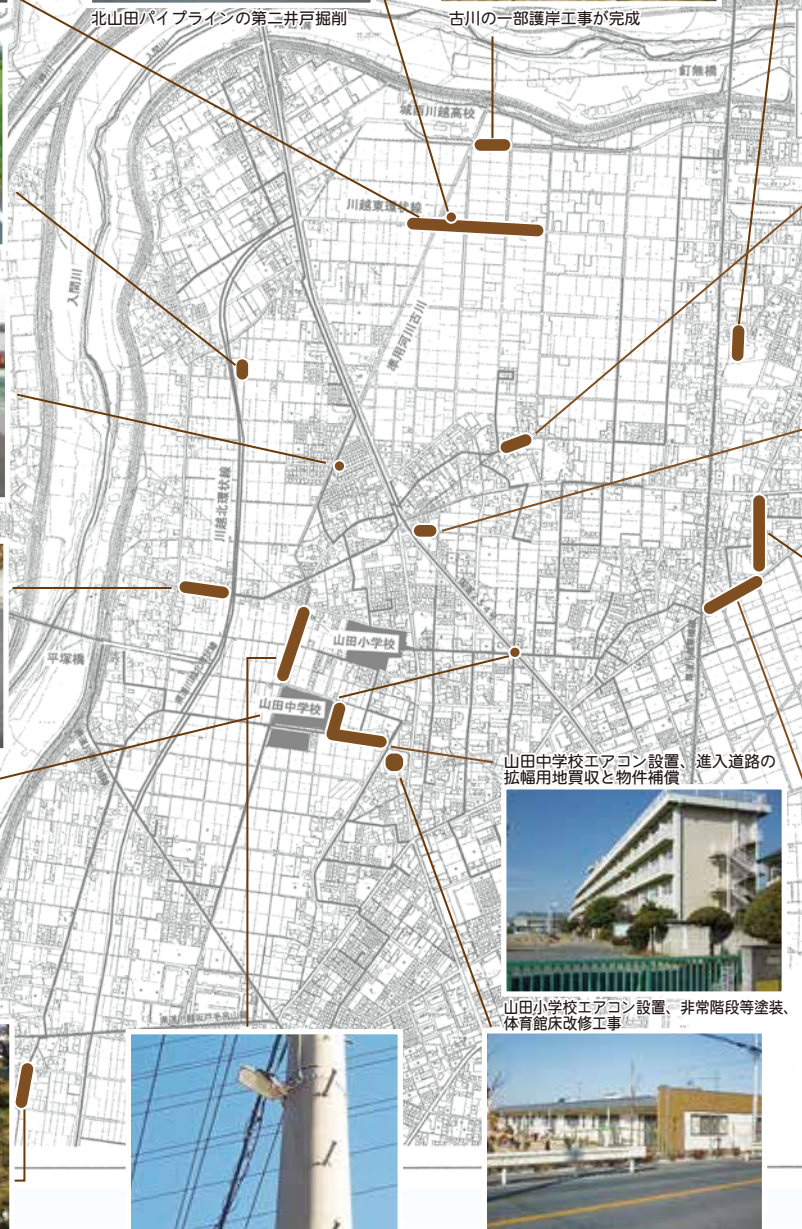 北山田パイプラインの第二井戸掘削
古川の一部護岸工事が完成
釘無橋
城西川越高校
川越東環状線
入間川
準用河川古川
川越北環状線
山田小学校
平塚橋
山田中学校
山田中学校エアコン設置、進入道路の
拡幅用地買収と物件補償
山田小学校エアコン設置、非常階段等塗装、
体育館床改修工事